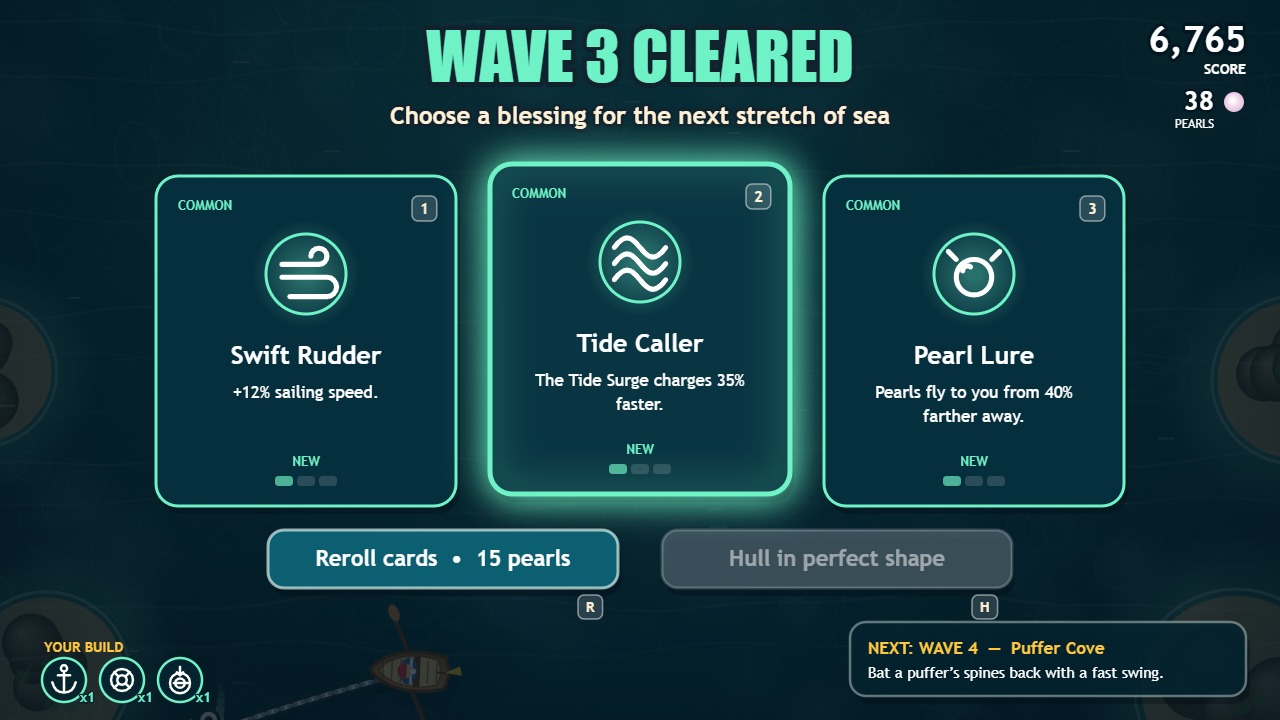 WAVE 3 CLEARED
Choose a blessing for the next stretch of sea
6,765
SCORE
38
PEARLS
COMMON
1
Swift Rudder
+12% sailing speed.
NEW
COMMON
2
Tide Caller
The Tide Surge charges 35%
faster.
NEW
COMMON
3
Pearl Lure
Pearls fly to you from 40%
farther away.
NEW
Reroll cards • 15 pearls
R
Hull in perfect shape
H
YOUR BUILD
x1
x1
x1
NEXT: WAVE 4 — Puffer Cove
Bat a puffer's spines back with a fast swing.